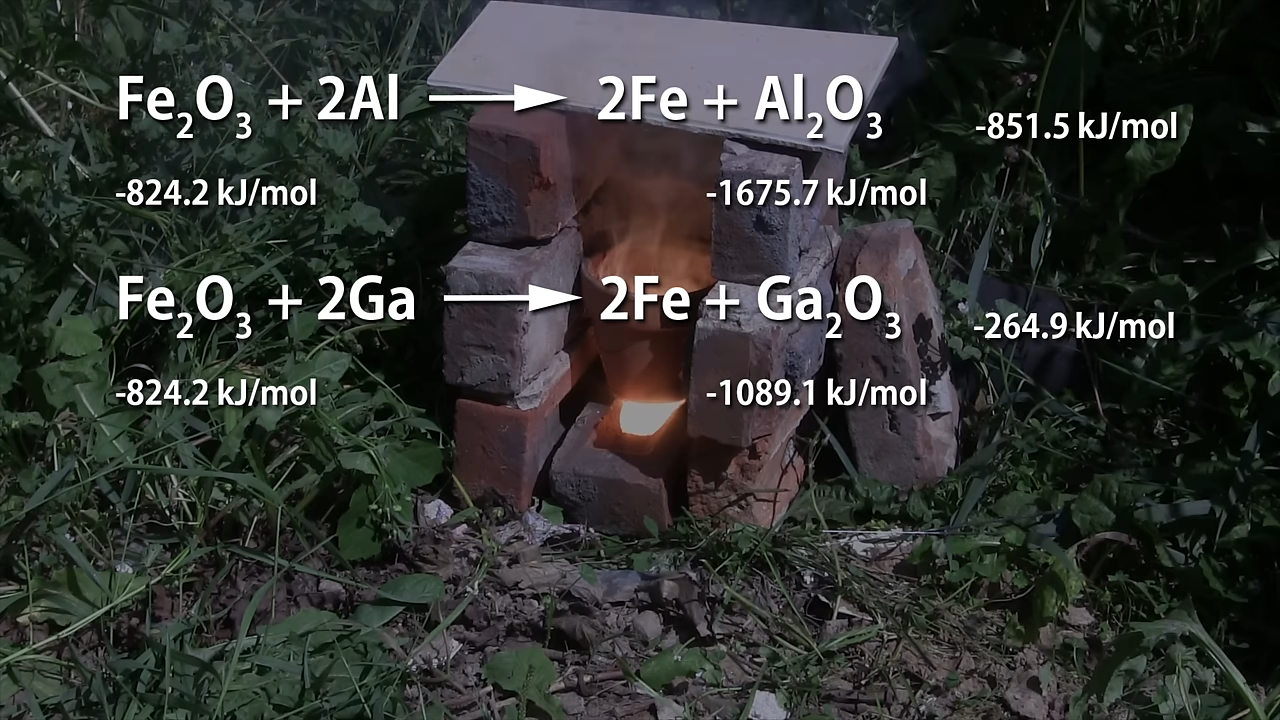 Fe₂O₃ + 2Al ⟶ 2Fe + Al₂O₃ -851.5 kJ/mol
-824.2 kJ/mol -1675.7 kJ/mol
Fe₂O₃ + 2Ga ⟶ 2Fe + Ga₂O₃ -264.9 kJ/mol
-824.2 kJ/mol -1089.1 kJ/mol